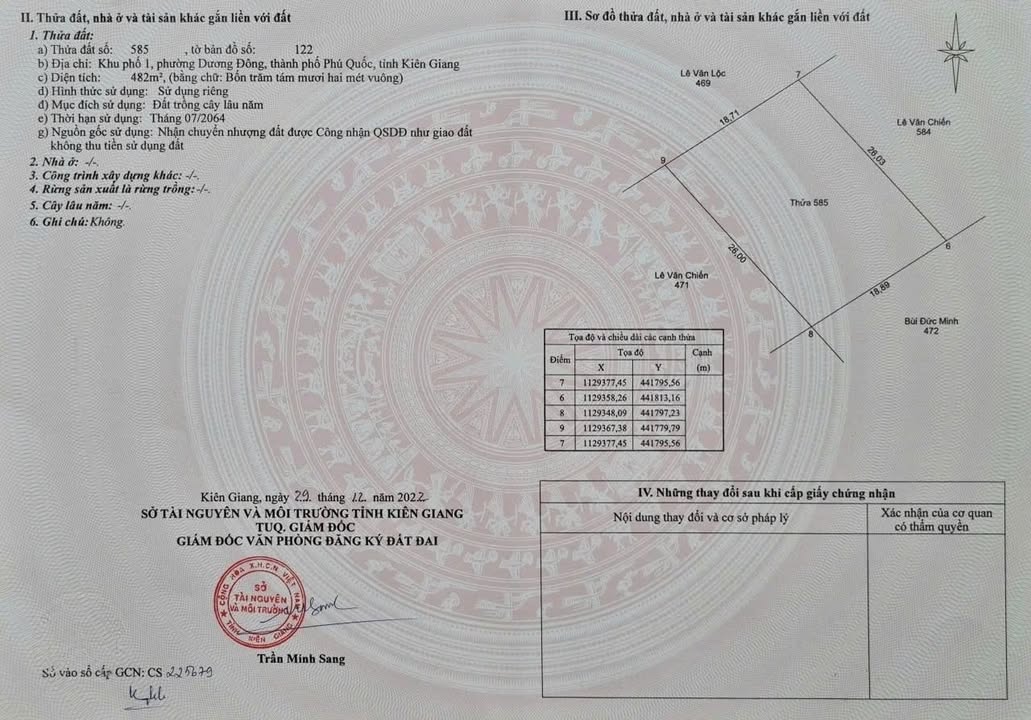 II. Thửa đất, nhà ở và tài sản khác gắn liền với đất
1. Thửa đất:
a) Thửa đất số: 585 , tờ bản đồ số: 122
b) Địa chỉ: Khu phố 1, phường Dương Đông, thành phố Phú Quốc, tỉnh Kiên Giang
c) Diện tích: 482m², (bằng chữ: Bốn trăm tám mươi hai mét vuông)
d) Hình thức sử dụng: Sử dụng riêng
đ) Mục đích sử dụng: Đất trồng cây lâu năm
e) Thời hạn sử dụng: Tháng 07/2064
g) Nguồn gốc sử dụng: Nhận chuyển nhượng đất được Công nhận QSDĐ như giao đất
không thu tiền sử dụng đất
2. Nhà ở: -/-.
3. Công trình xây dựng khác: -/-.
4. Rừng sản xuất là rừng trồng: -/-.
5. Cây lâu năm: -/-.
6. Ghi chú: Không.
Kiên Giang, ngày 29 tháng 12 năm 2022
SỞ TÀI NGUYÊN VÀ MÔI TRƯỜNG TỈNH KIÊN GIANG
TUQ. GIÁM ĐỐC
GIÁM ĐỐC VĂN PHÒNG ĐĂNG KÝ ĐẤT ĐAI
CỘNG HÒA X.H.C.N VIỆT NAM
SỞ
TÀI NGUYÊN
VÀ MÔI TRƯỜNG
TỈNH KIÊN GIANG
Trần Minh Sang
Số vào sổ cấp GCN: CS 225679
III. Sơ đồ thửa đất, nhà ở và tài sản khác gắn liền với đất
Lê Văn Lộc
469
7
18,71
Lê Văn Chiến
584
26,03
9
Thửa 585
6
26,00
Lê Văn Chiến
471
18,89
8
Bùi Đức Minh
472
Tọa độ và chiều dài các cạnh thửa
Điểm Tọa độ Cạnh
X Y (m)
7 1129377,45 441795,56
6 1129358,26 441813,16
8 1129348,09 441797,23
9 1129367,38 441779,79
7 1129377,45 441795,56
IV. Những thay đổi sau khi cấp giấy chứng nhận
Nội dung thay đổi và cơ sở pháp lý Xác nhận của cơ quan
có thẩm quyền